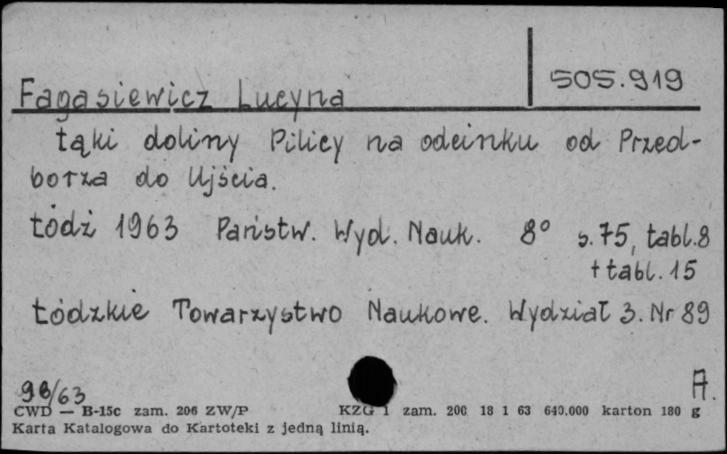 505.919
Fagasiewicz Lucyna
Łąki doliny Pilicy na odcinku od Przed-
borza do Ujścia.
Łódź 1963 Państw. Wyd. Nauk. 8° s.75, tabl.8
+ tabl. 15
Łódzkie Towarzystwo Naukowe. Wydział 3. Nr 89
96/63
A.
CWD — B-15c zam. 206 ZW/P KZG 1 zam. 200 18 1 63 640.000 karton 180 g
Karta Katalogowa do Kartoteki z jedną linią.